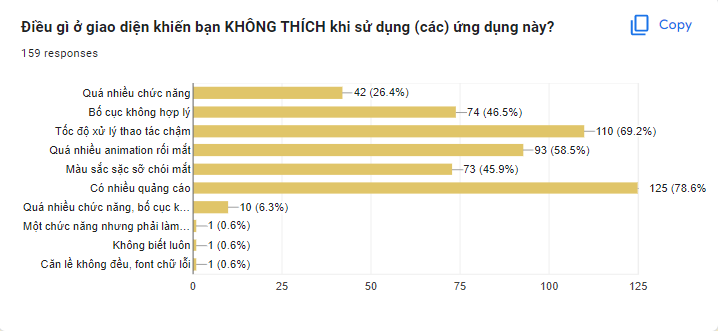 Điều gì ở giao diện khiến bạn KHÔNG THÍCH khi sử dụng (các) ứng dụng này?
Copy
159 responses
Quá nhiều chức năng 42 (26.4%)
Bố cục không hợp lý 74 (46.5%)
Tốc độ xử lý thao tác chậm 110 (69.2%)
Quá nhiều animation rối mắt 93 (58.5%)
Màu sắc sặc sỡ chói mắt 73 (45.9%)
Có nhiều quảng cáo 125 (78.6%
Quá nhiều chức năng, bố cục k... 10 (6.3%)
Một chức năng nhưng phải làm... 1 (0.6%)
Không biết luôn 1 (0.6%)
Căn lề không đều, font chữ lỗi 1 (0.6%)
0 25 50 75 100 125